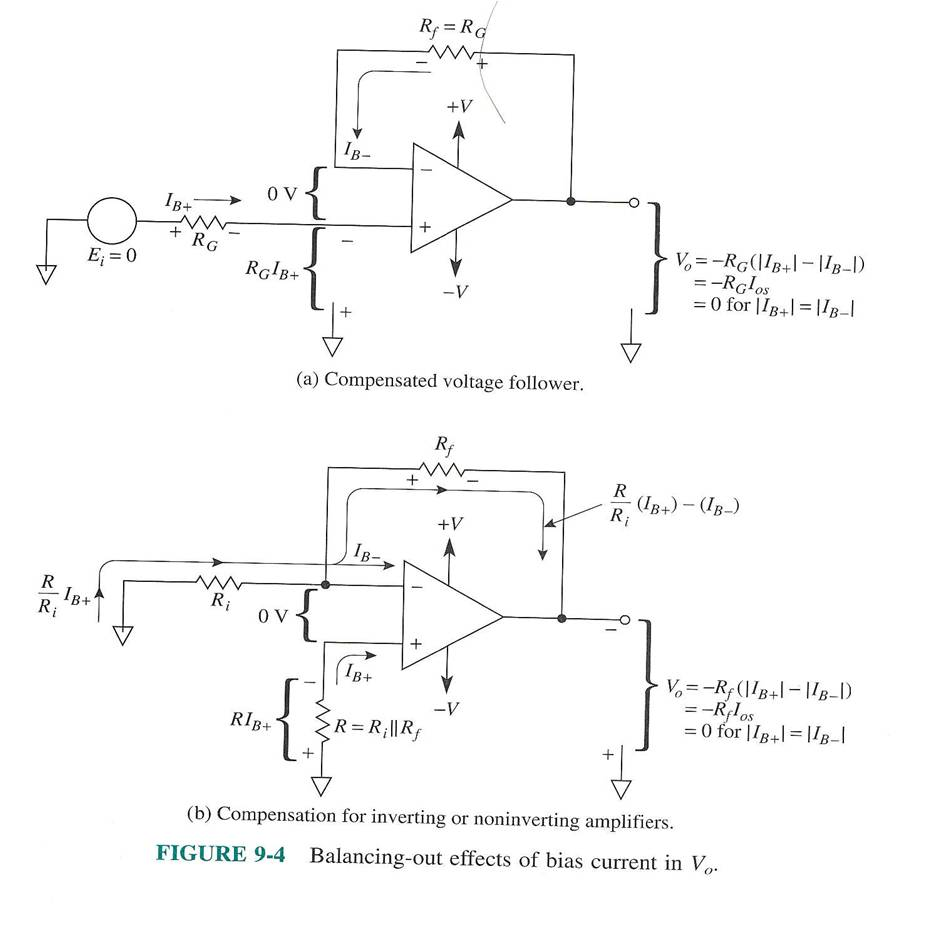 R_f = R_G
− +
+V
I_B−
−
0 V
I_B+
+ R_G −
+
E_i = 0
−
R_G I_B+
−V
+
V_o = −R_G(|I_B+| − |I_B−|)
= −R_G I_os
= 0 for |I_B+| = |I_B−|
(a) Compensated voltage follower.
R_f
+ −
R/R_i (I_B+) − (I_B−)
+V
I_B−
R/R_i I_B+
R_i
−
0 V
+
−
I_B+
−
−V
RI_B+
R = R_i||R_f
+
+
V_o = −R_f(|I_B+| − |I_B−|)
= −R_f I_os
= 0 for |I_B+| = |I_B−|
(b) Compensation for inverting or noninverting amplifiers.
FIGURE 9-4 Balancing-out effects of bias current in V_o.